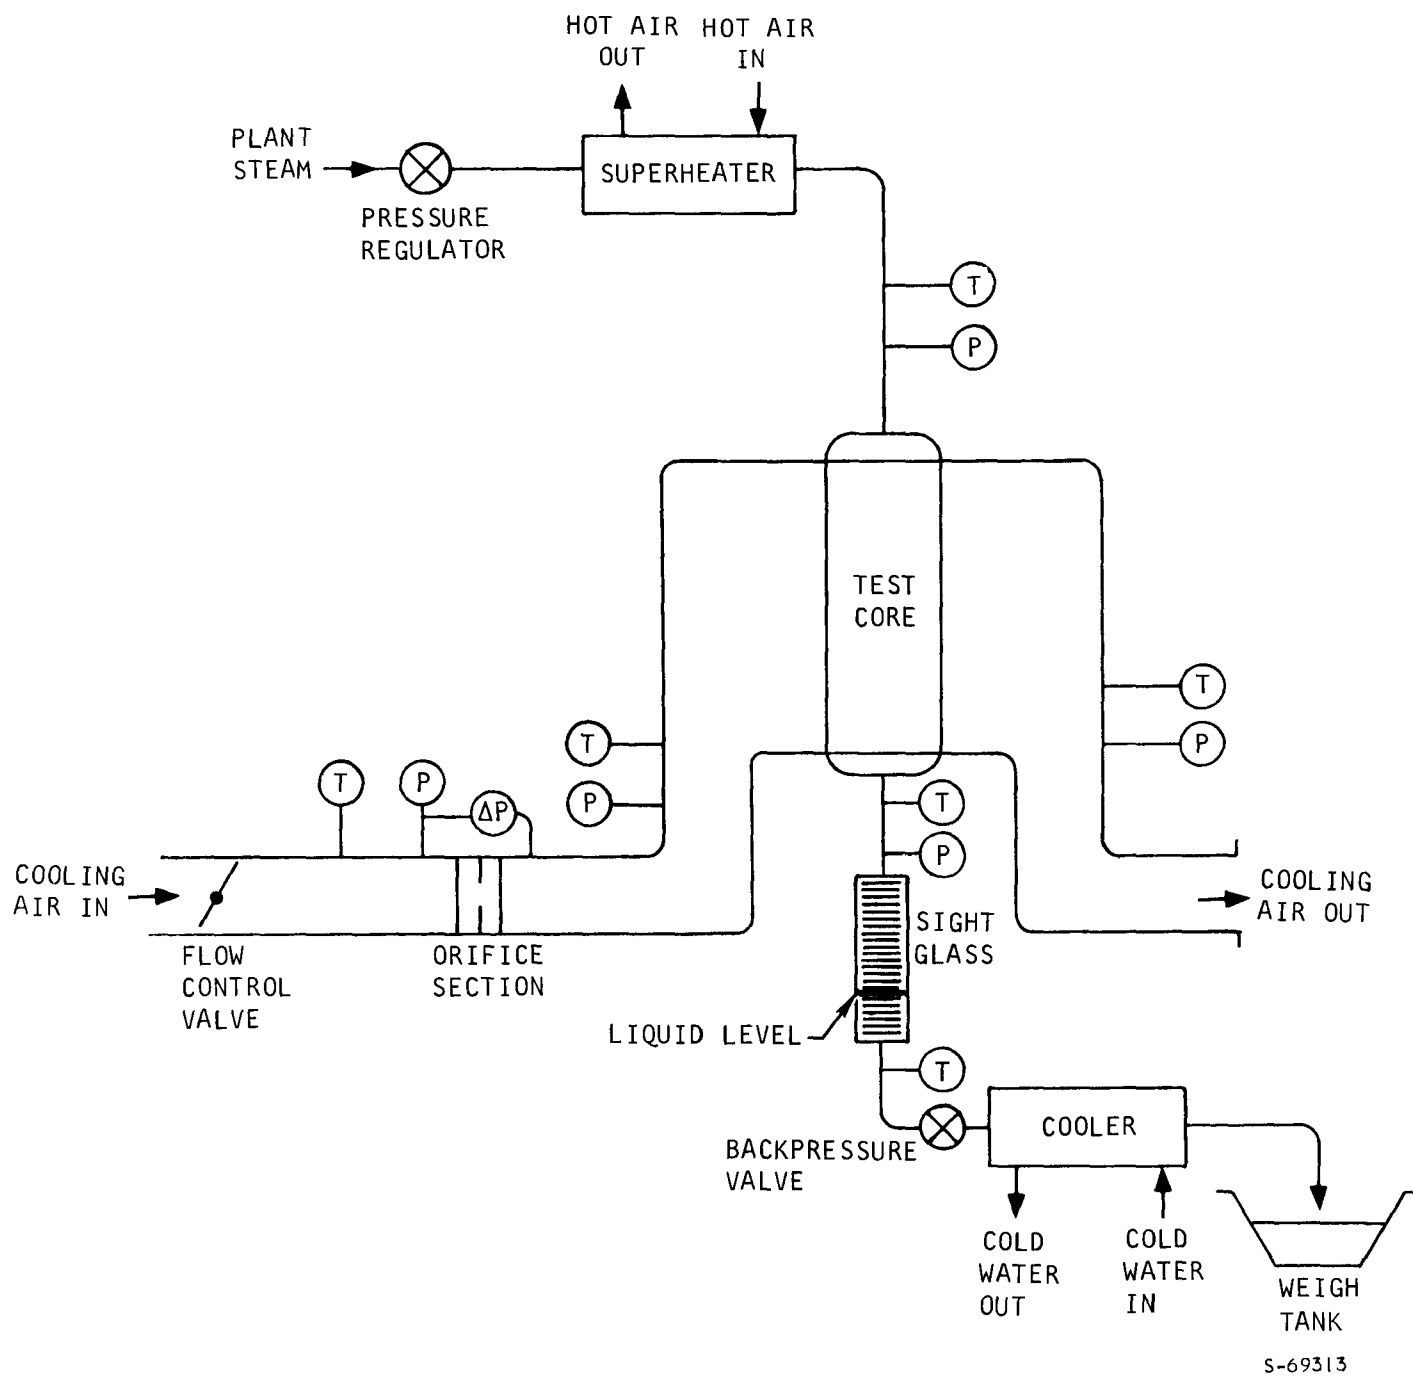 HOT AIR
OUT
HOT AIR
IN
PLANT
STEAM
PRESSURE
REGULATOR
SUPERHEATER
T
P
TEST
CORE
T
P
T
P
T
P
ΔP
T
P
COOLING
AIR IN
FLOW
CONTROL
VALVE
ORIFICE
SECTION
SIGHT
GLASS
COOLING
AIR OUT
LIQUID LEVEL
T
BACKPRESSURE
VALVE
COOLER
COLD
WATER
OUT
COLD
WATER
IN
WEIGH
TANK
S-69313